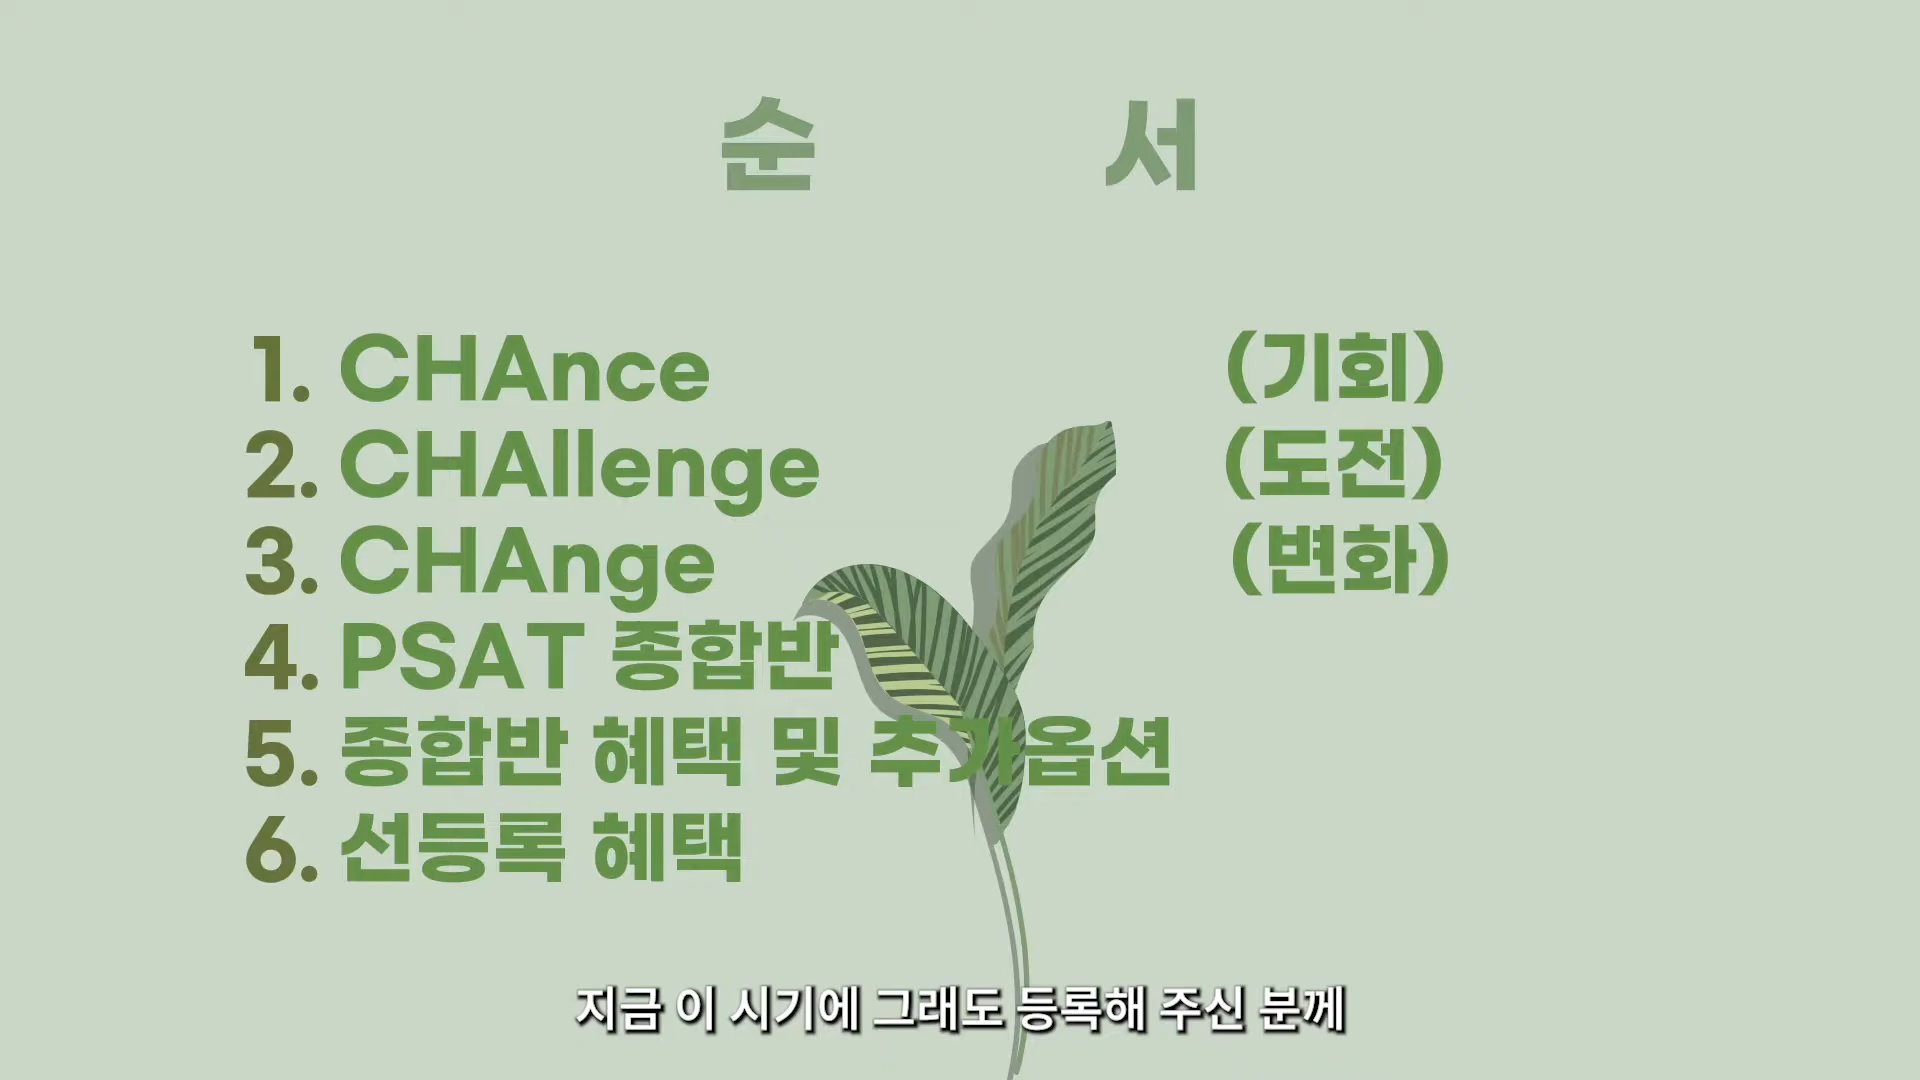 순 서
1. CHAnce (기회)
2. CHAllenge (도전)
3. CHAnge (변화)
4. PSAT 종합반
5. 종합반 혜택 및 추가옵션
6. 선등록 혜택
지금 이 시기에 그래도 등록해 주신 분께